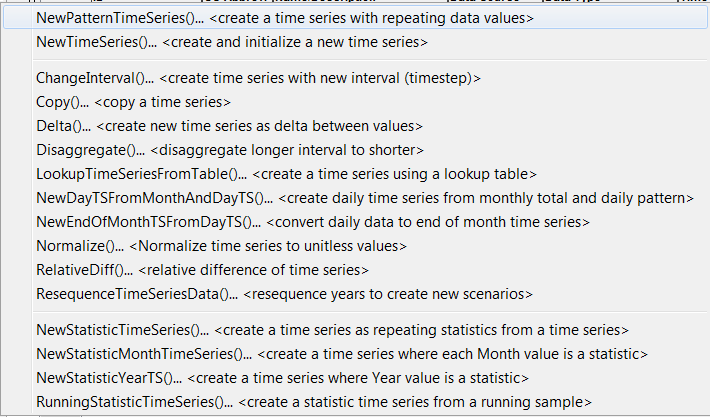 NewPatternTimeSeries()... <create a time series with repeating data values>
NewTimeSeries()... <create and initialize a new time series>
ChangeInterval()... <create time series with new interval (timestep)>
Copy()... <copy a time series>
Delta()... <create new time series as delta between values>
Disaggregate()... <disaggregate longer interval to shorter>
LookupTimeSeriesFromTable()... <create a time series using a lookup table>
NewDayTSFromMonthAndDayTS()... <create daily time series from monthly total and daily pattern>
NewEndOfMonthTSFromDayTS()... <convert daily data to end of month time series>
Normalize()... <Normalize time series to unitless values>
RelativeDiff()... <relative difference of time series>
ResequenceTimeSeriesData()... <resequence years to create new scenarios>
NewStatisticTimeSeries()... <create a time series as repeating statistics from a time series>
NewStatisticMonthTimeSeries()... <create a time series where each Month value is a statistic>
NewStatisticYearTS()... <create a time series where Year value is a statistic>
RunningStatisticTimeSeries()... <create a statistic time series from a running sample>